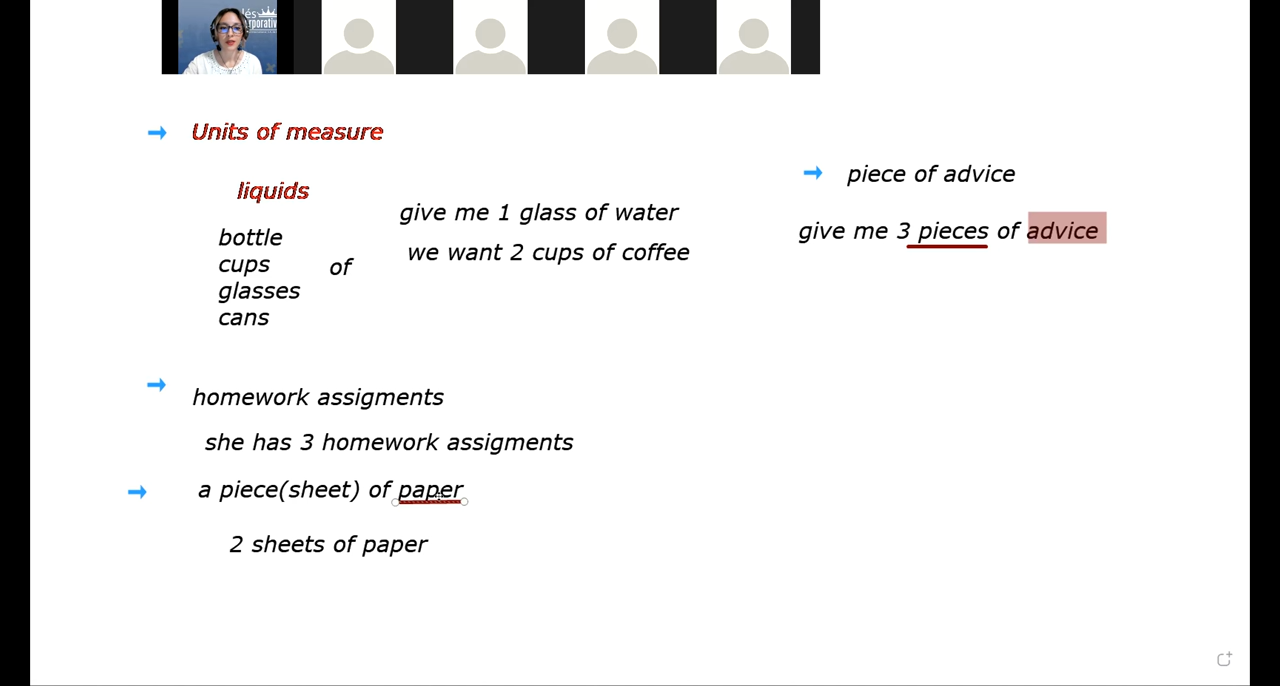 lés
rporativ
Units of measure
liquids
bottle
cups
glasses
cans
of
give me 1 glass of water
we want 2 cups of coffee
piece of advice
give me 3 pieces of advice
homework assigments
she has 3 homework assigments
a piece(sheet) of paper
2 sheets of paper